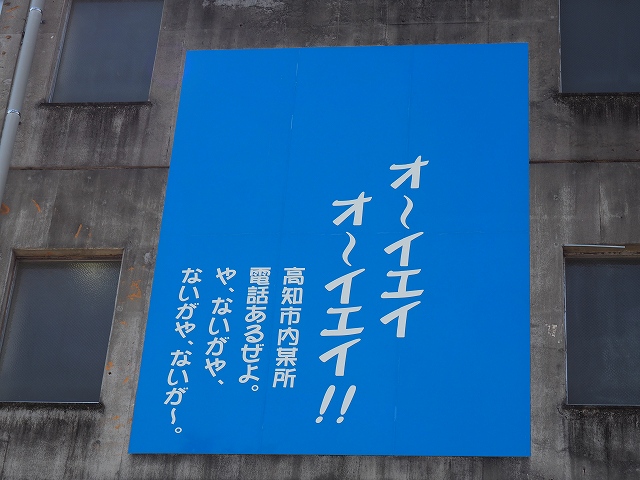 オ〜イエイ
オ〜イエイ!!
高知市内某所
電話あるぜよ。
や、ないがや、
ないがや、ないが〜。